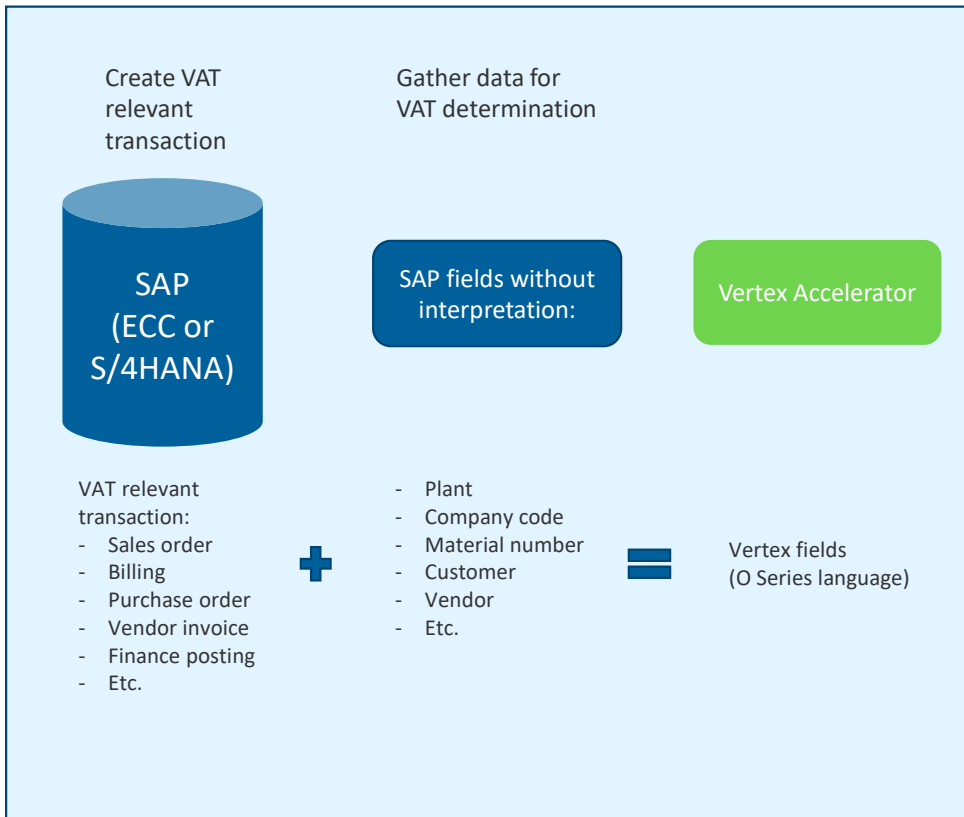 Create VAT
relevant
transaction
Gather data for
VAT determination
SAP
(ECC or
S/4HANA)
SAP fields without
interpretation:
Vertex Accelerator
VAT relevant
transaction:
- Sales order
- Billing
- Purchase order
- Vendor invoice
- Finance posting
- Etc.
- Plant
- Company code
- Material number
- Customer
- Vendor
- Etc.
Vertex fields
(O Series language)